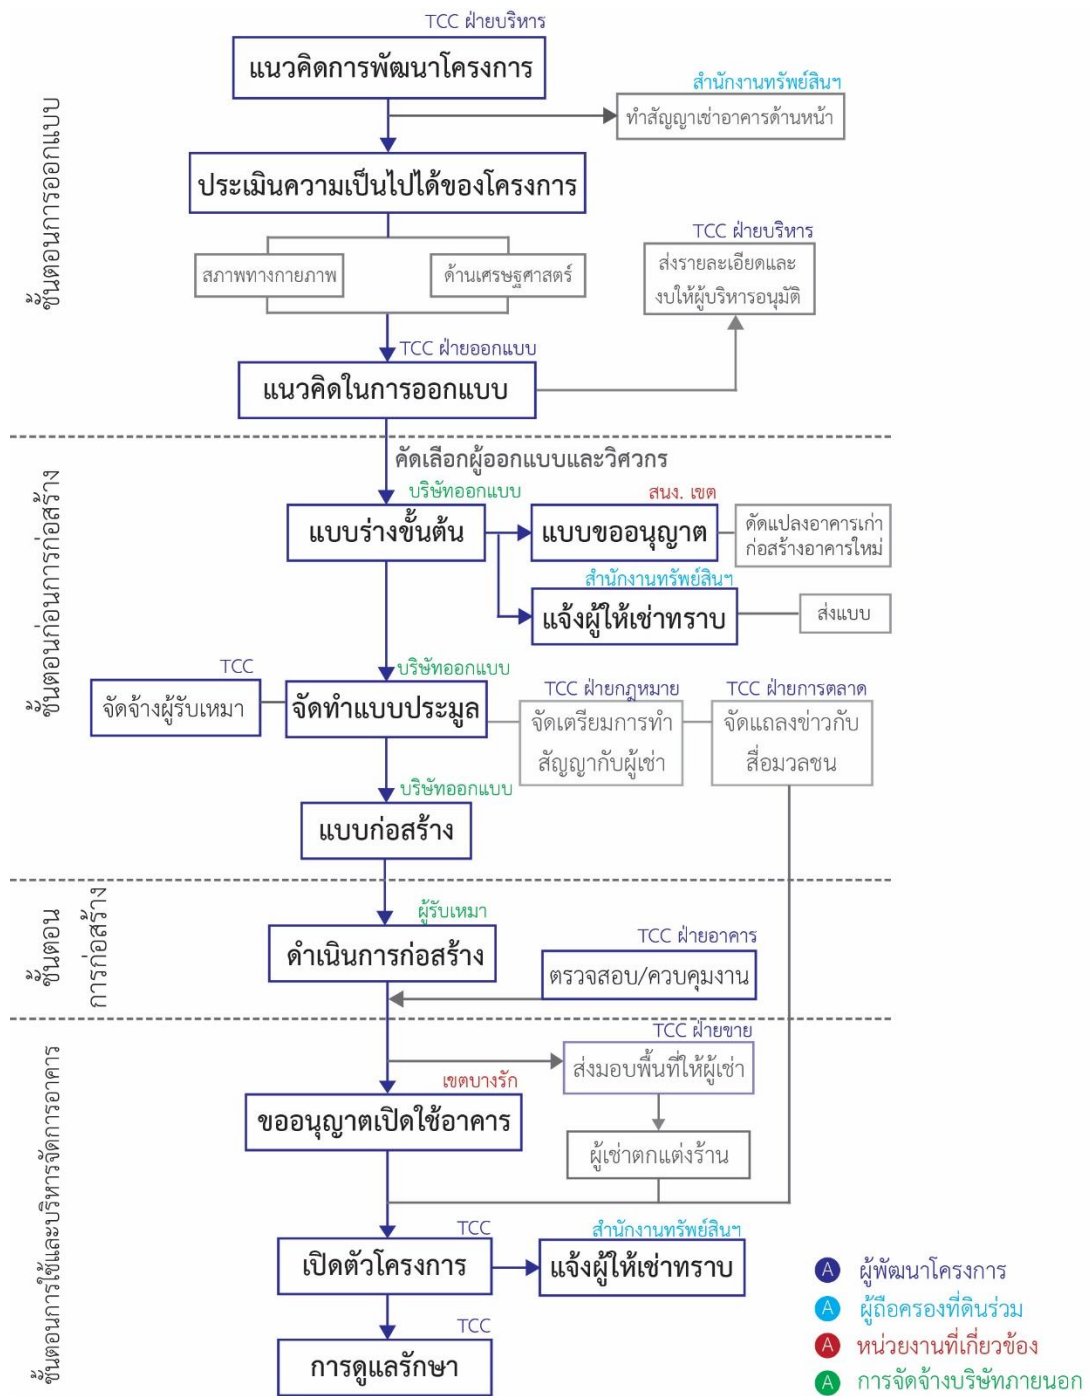 TCC ฝ่ายบริหาร
แนวคิดการพัฒนาโครงการ
สำนักงานทรัพย์สินฯ
ทำสัญญาเช่าอาคารด้านหน้า
ขั้นตอนการออกแบบ
ประเมินความเป็นไปได้ของโครงการ
TCC ฝ่ายบริหาร
สภาพทางกายภาพ
ด้านเศรษฐศาสตร์
ส่งรายละเอียดและ
งบให้ผู้บริหารอนุมัติ
TCC ฝ่ายออกแบบ
แนวคิดในการออกแบบ
ขั้นตอนก่อนการก่อสร้าง
คัดเลือกผู้ออกแบบและวิศวกร
บริษัทออกแบบ
สนง. เขต
แบบร่างขั้นต้น
แบบขออนุญาต
ดัดแปลงอาคารเก่า
ก่อสร้างอาคารใหม่
สำนักงานทรัพย์สินฯ
แจ้งผู้ให้เช่าทราบ
ส่งแบบ
TCC
บริษัทออกแบบ
TCC ฝ่ายกฎหมาย
TCC ฝ่ายการตลาด
จัดจ้างผู้รับเหมา
จัดทำแบบประมูล
จัดเตรียมการทำ
สัญญากับผู้เช่า
จัดแถลงข่าวกับ
สื่อมวลชน
บริษัทออกแบบ
แบบก่อสร้าง
ขั้นตอน
การก่อสร้าง
ผู้รับเหมา
ดำเนินการก่อสร้าง
TCC ฝ่ายอาคาร
ตรวจสอบ/ควบคุมงาน
ขั้นตอนการใช้และบริหารจัดการอาคาร
TCC ฝ่ายขาย
ส่งมอบพื้นที่ให้ผู้เช่า
เขตบางรัก
ขออนุญาตเปิดใช้อาคาร
ผู้เช่าตกแต่งร้าน
TCC
สำนักงานทรัพย์สินฯ
เปิดตัวโครงการ
แจ้งผู้ให้เช่าทราบ
TCC
การดูแลรักษา
A ผู้พัฒนาโครงการ
A ผู้ถือครองที่ดินร่วม
A หน่วยงานที่เกี่ยวข้อง
A การจัดจ้างบริษัทภายนอก